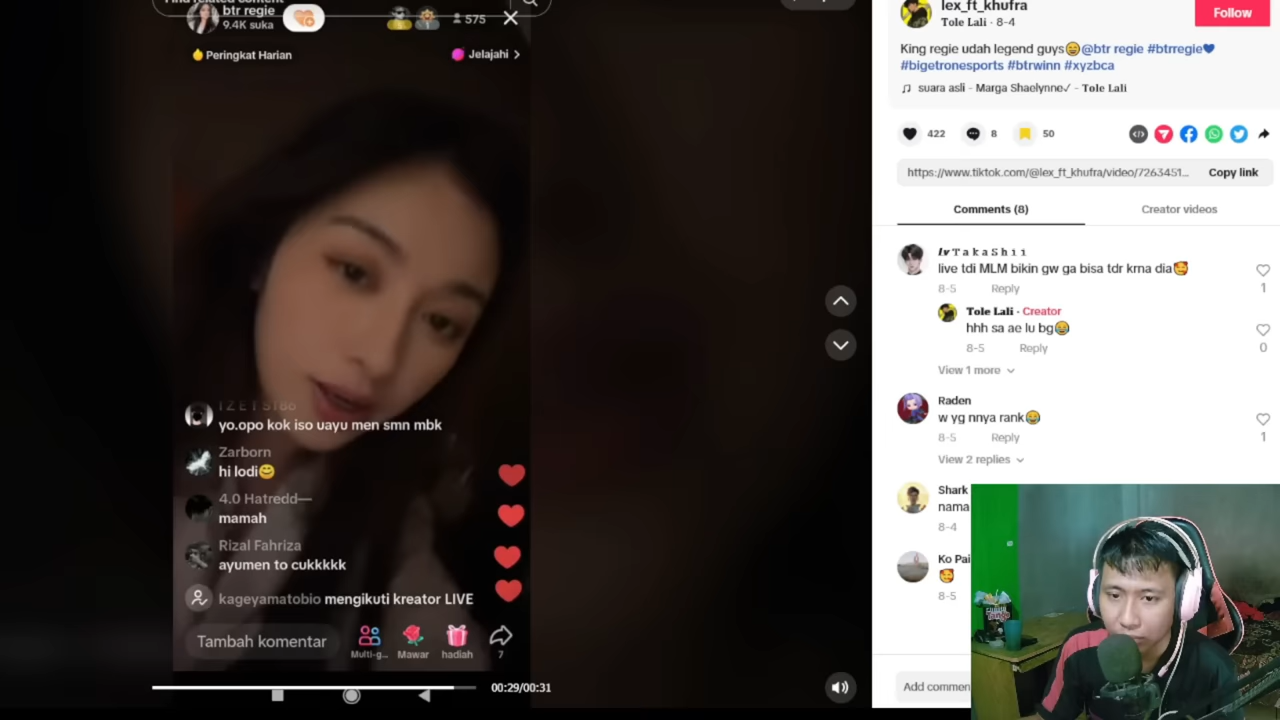 btr regie
9.4K suka
575
Peringkat Harian
Jelajahi
yo.opo kok iso uayu men smn mbk
Zarborn
hi lodi😊
4.0 Hatredd—
mamah
Rizal Fahriza
ayumen to cukkkkk
kageyamatobio mengikuti kreator LIVE
Tambah komentar
Multi-g...
Mawar
hadiah
7
00:29/00:31
lex_ft_khufra
Tole Lali · 8-4
Follow
King regie udah legend guys😄@btr regie #btrregie💙
#bigetronesports #btrwinn #xyzbca
suara asli - Marga Shaelynne✓ - Tole Lali
422
8
50
https://www.tiktok.com/@lex_ft_khufra/video/7263451...
Copy link
Comments (8)
Creator videos
lv T a k a S h i i
live tdi MLM bikin gw ga bisa tdr krna dia🥰
8-5
Reply
1
Tole Lali · Creator
hhh sa ae lu bg😂
8-5
Reply
0
View 1 more
Raden
w yg nnya rank😂
8-5
Reply
1
View 2 replies
Shark
nama
8-4
Ko Pai
🥰
8-5
Add commen